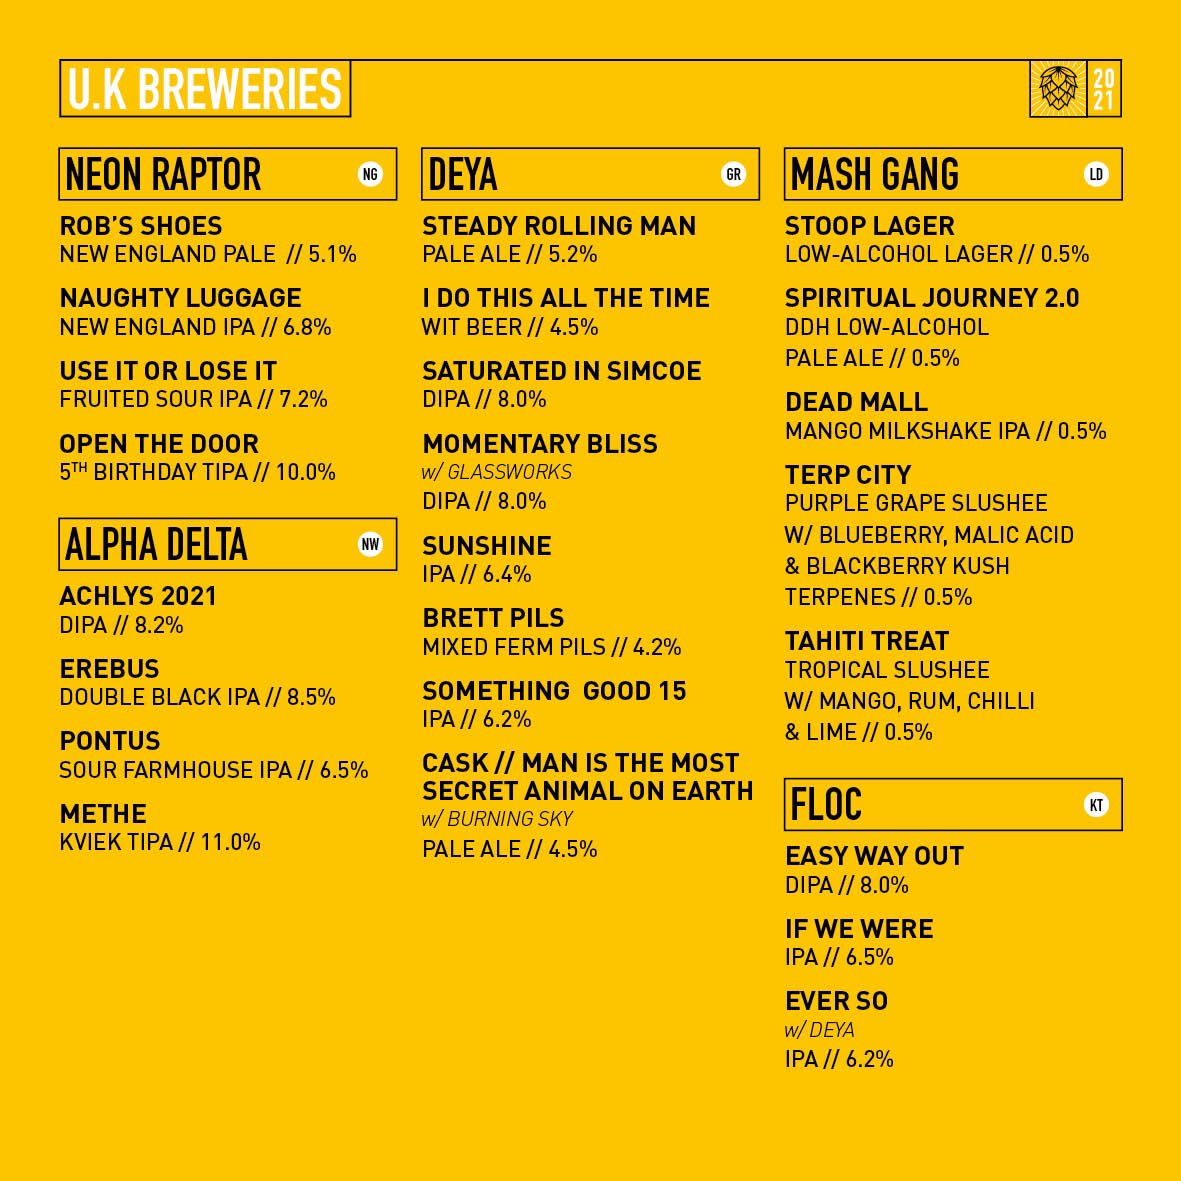 U.K BREWERIES
20
21
NEON RAPTOR NG
ROB'S SHOES
NEW ENGLAND PALE // 5.1%
NAUGHTY LUGGAGE
NEW ENGLAND IPA // 6.8%
USE IT OR LOSE IT
FRUITED SOUR IPA // 7.2%
OPEN THE DOOR
5TH BIRTHDAY TIPA // 10.0%
ALPHA DELTA NW
ACHLYS 2021
DIPA // 8.2%
EREBUS
DOUBLE BLACK IPA // 8.5%
PONTUS
SOUR FARMHOUSE IPA // 6.5%
METHE
KVIEK TIPA // 11.0%
DEYA GR
STEADY ROLLING MAN
PALE ALE // 5.2%
I DO THIS ALL THE TIME
WIT BEER // 4.5%
SATURATED IN SIMCOE
DIPA // 8.0%
MOMENTARY BLISS
w/ GLASSWORKS
DIPA // 8.0%
SUNSHINE
IPA // 6.4%
BRETT PILS
MIXED FERM PILS // 4.2%
SOMETHING GOOD 15
IPA // 6.2%
CASK // MAN IS THE MOST
SECRET ANIMAL ON EARTH
w/ BURNING SKY
PALE ALE // 4.5%
MASH GANG LD
STOOP LAGER
LOW-ALCOHOL LAGER // 0.5%
SPIRITUAL JOURNEY 2.0
DDH LOW-ALCOHOL
PALE ALE // 0.5%
DEAD MALL
MANGO MILKSHAKE IPA // 0.5%
TERP CITY
PURPLE GRAPE SLUSHEE
W/ BLUEBERRY, MALIC ACID
& BLACKBERRY KUSH
TERPENES // 0.5%
TAHITI TREAT
TROPICAL SLUSHEE
W/ MANGO, RUM, CHILLI
& LIME // 0.5%
FLOC KT
EASY WAY OUT
DIPA // 8.0%
IF WE WERE
IPA // 6.5%
EVER SO
w/ DEYA
IPA // 6.2%